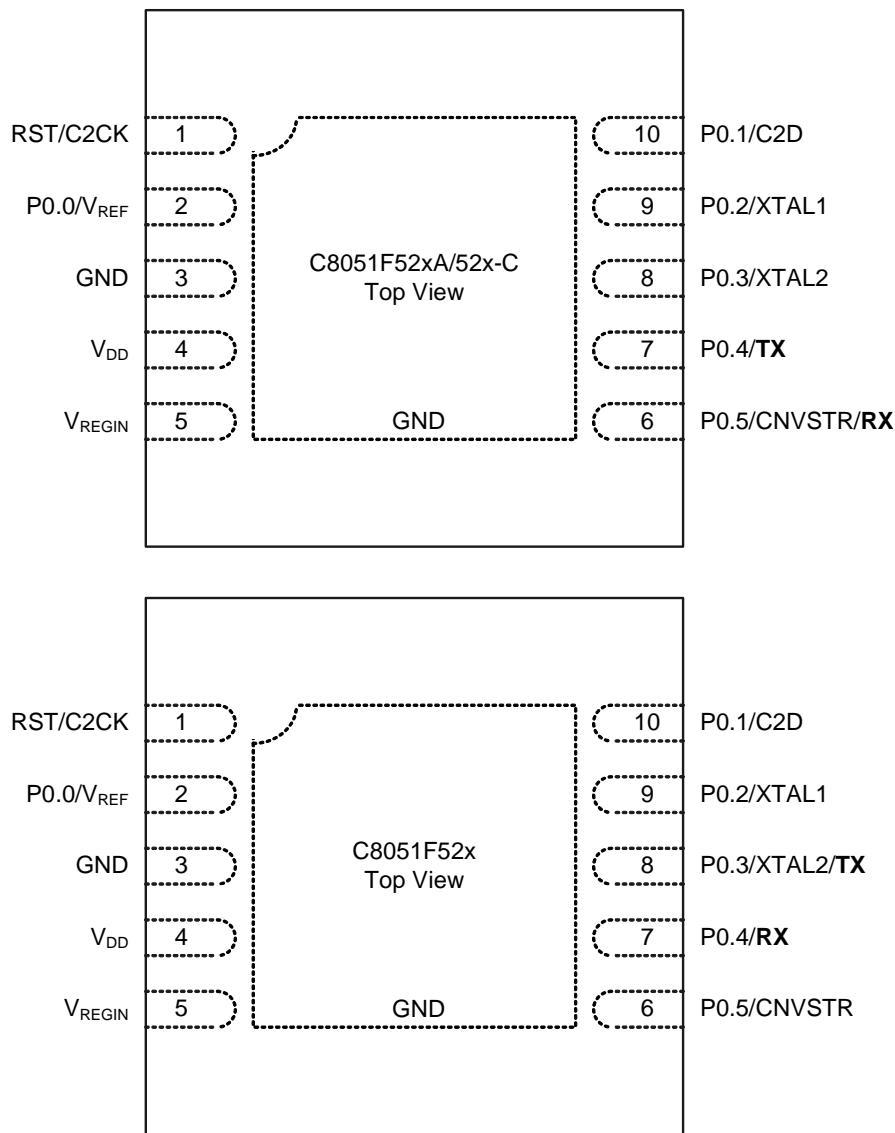 RST/C2CK 1 10 P0.1/C2D
P0.0/VREF 2 9 P0.2/XTAL1
GND 3 8 P0.3/XTAL2
C8051F52xA/52x-C
Top View
VDD 4 7 P0.4/TX
VREGIN 5 GND 6 P0.5/CNVSTR/RX
RST/C2CK 1 10 P0.1/C2D
P0.0/VREF 2 9 P0.2/XTAL1
GND 3 8 P0.3/XTAL2/TX
C8051F52x
Top View
VDD 4 7 P0.4/RX
VREGIN 5 GND 6 P0.5/CNVSTR